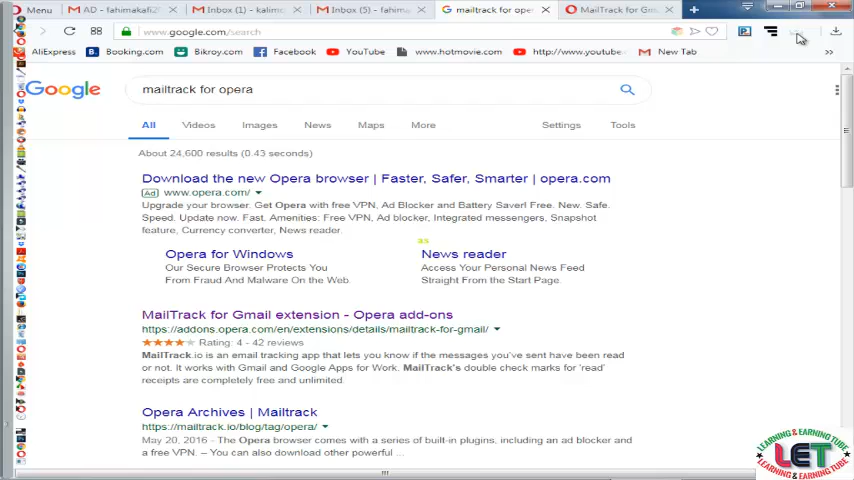 Menu
AD - fahimakafi2
Inbox (1) - kalim
Inbox (5) - fahima
mailtrack for oper
MailTrack for Gm
www.google.com/search
AliExpress
Booking.com
Bikroy.com
Facebook
YouTube
www.hotmovie.com
http://www.youtube
New Tab
Google
mailtrack for opera
All
Videos
Images
News
Maps
More
Settings
Tools
About 24,600 results (0.43 seconds)
Download the new Opera browser | Faster, Safer, Smarter | opera.com
Ad www.opera.com/
Upgrade your browser. Get Opera with free VPN, Ad Blocker and Battery Saver! Free. New. Safe.
Speed. Update now. Fast. Amenities: Free VPN, Ad blocker, Integrated messengers, Snapshot
feature, Currency converter, News reader.
as
Opera for Windows
News reader
Our Secure Browser Protects You
Access Your Personal News Feed
From Fraud And Malware On the Web.
Straight From the Start Page.
MailTrack for Gmail extension - Opera add-ons
https://addons.opera.com/en/extensions/details/mailtrack-for-gmail/
Rating: 4 - 42 reviews
MailTrack.io is an email tracking app that lets you know if the messages you've sent have been read
or not. It works with Gmail and Google Apps for Work. MailTrack's double check marks for 'read'
receipts are completely free and unlimited.
Opera Archives | Mailtrack
https://mailtrack.io/blog/tag/opera/
May 20, 2016 - The Opera browser comes with a series of built-in plugins, including an ad blocker and
a free VPN. – You can also download other powerful ...
LEARNING & EARNING TUBE
LET
LEARNING & EARNING TUBE